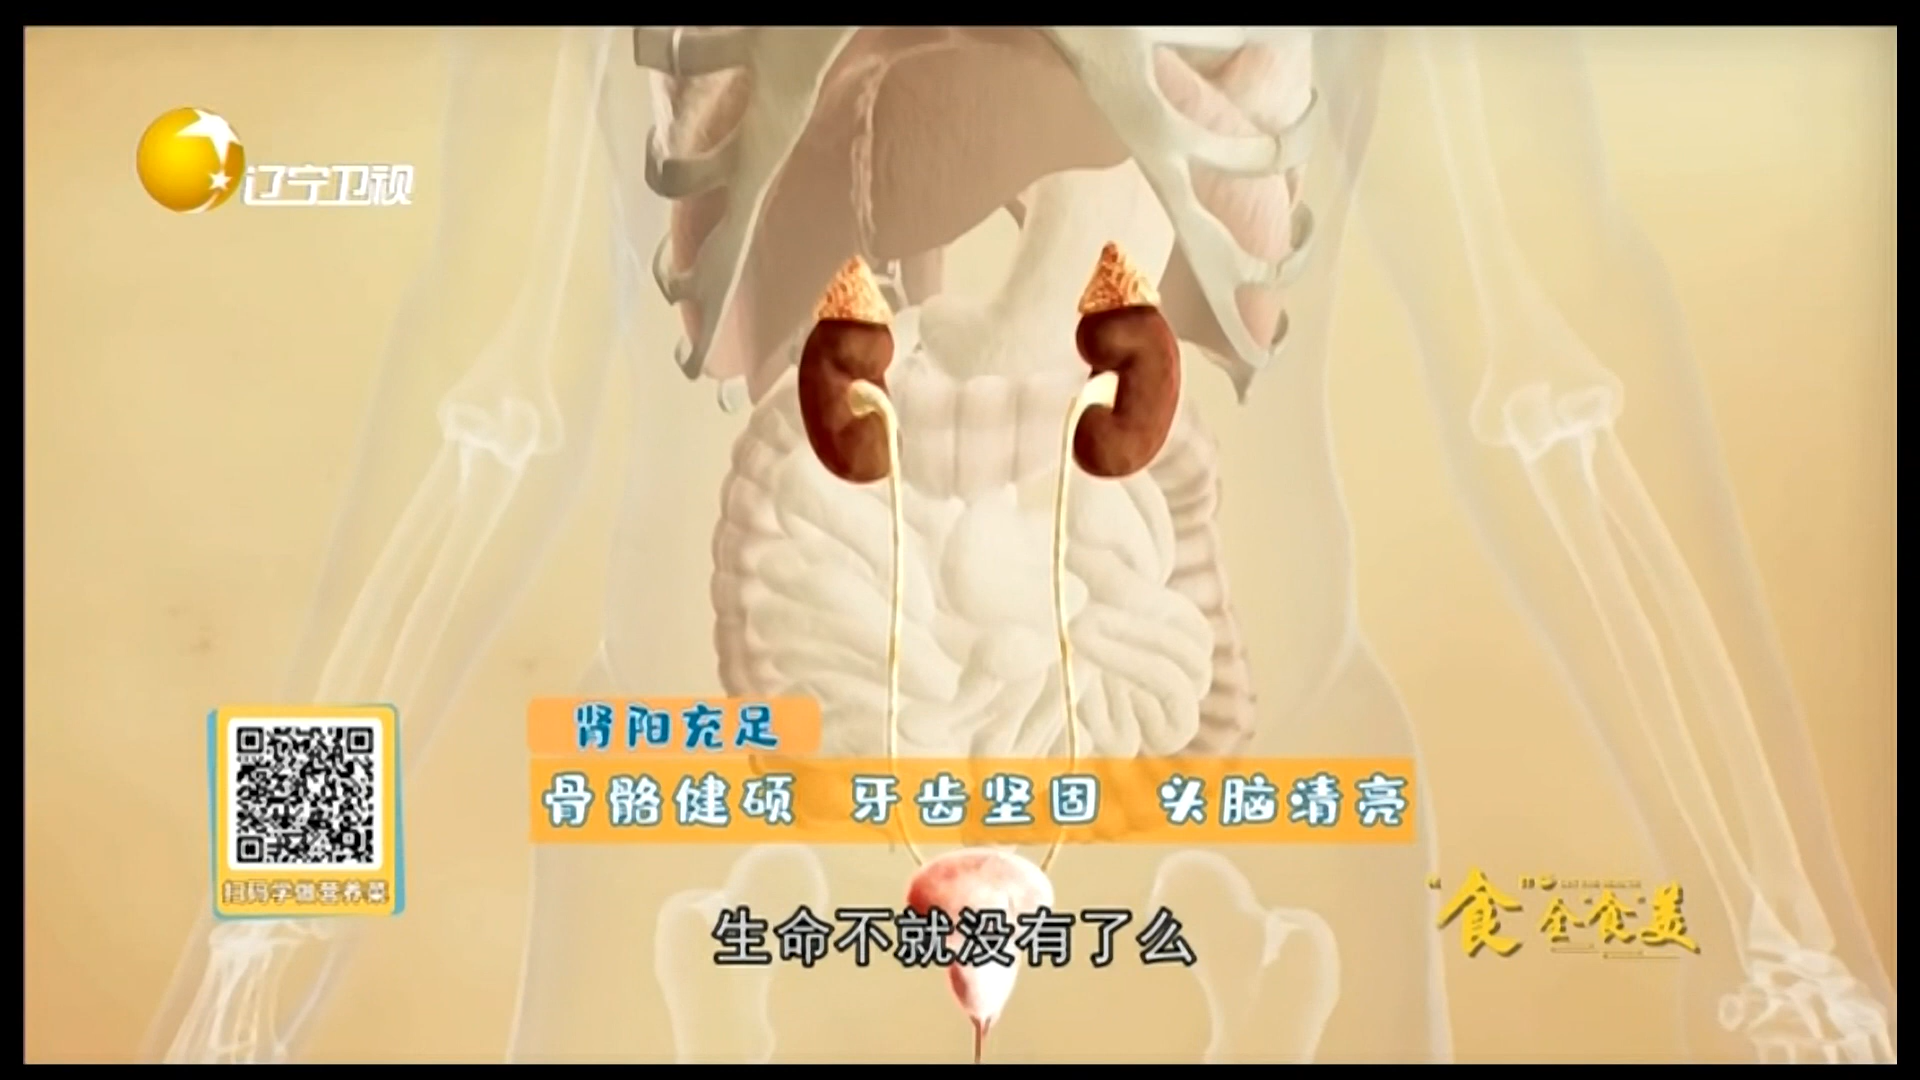 辽宁卫视
肾阳充足
骨骼健硕 牙齿坚固 头脑清亮
扫码学做营养菜
"食"全食美
生命不就没有了么